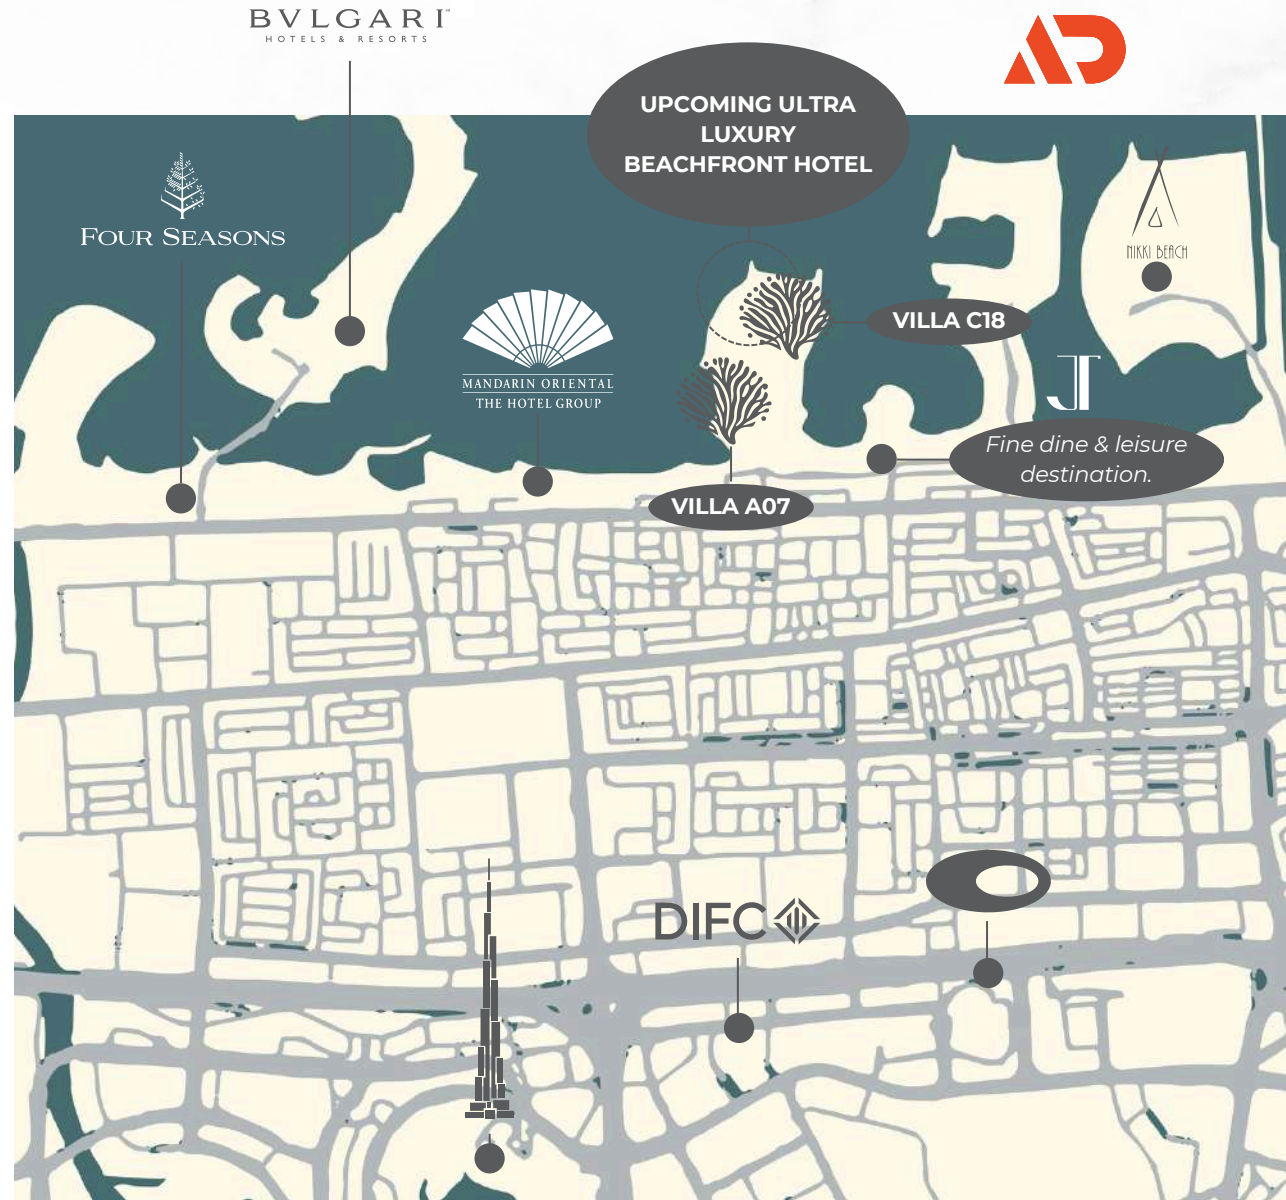 BVLGARI
HOTELS & RESORTS
UPCOMING ULTRA
LUXURY
BEACHFRONT HOTEL
FOUR SEASONS
NIKKI BEACH
VILLA C18
MANDARIN ORIENTAL
THE HOTEL GROUP
JT
Fine dine & leisure
destination.
VILLA A07
DIFC